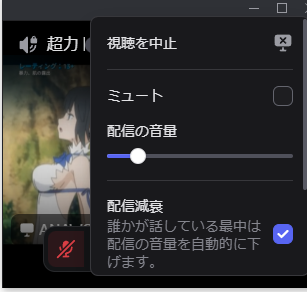 超力
視聴を中止
ミュート
配信の音量
配信減衰
誰かが話している最中は
配信の音量を自動的に下
げます。